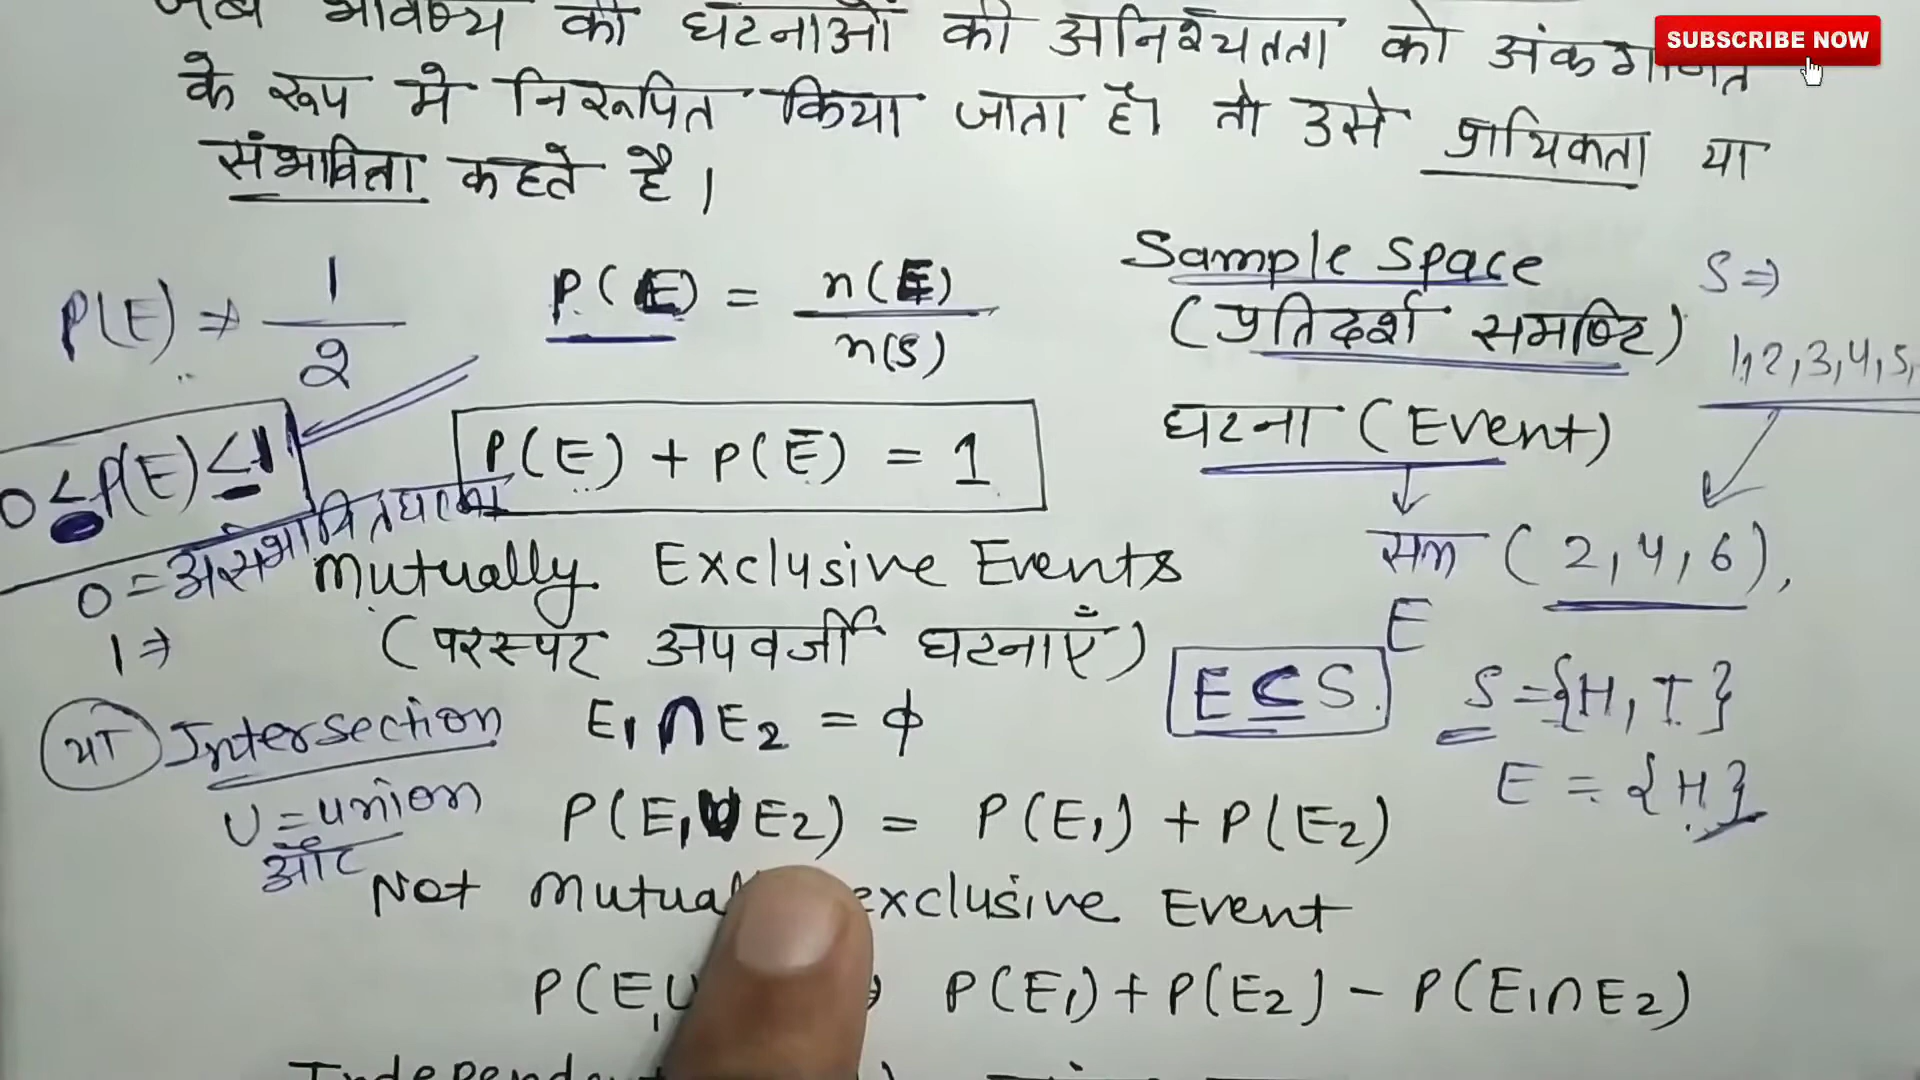 जब भविष्य की घटनाओं की अनिश्चितता को अंकगणित
SUBSCRIBE NOW
के रूप में निरूपित किया जाता है। तो उसे प्रायिकता या
संभाविता कहते है।
P(E) ⇒ 1/2
P(E) = n(E)/n(S)
Sample Space
(प्रतिदर्श समष्टि)
S ⇒
1,2,3,4,5,
0 ≤ P(E) ≤ 1
P(E) + P(Ē) = 1
घटना (Event)
0 = असंभावित घटना
1 ⇒
सम (2,4,6),
E
Mutually Exclusive Events
(परस्पर अपवर्जी घटनाएँ)
E ⊂ S
S = {H, T}
E = {H}
या Intersection
E₁ ∩ E₂ = ϕ
U = union
और
P(E₁ U E₂) = P(E₁) + P(E₂)
Not Mutua exclusive Event
P(E₁U P(E₁) + P(E₂) − P(E₁∩E₂)
Independent